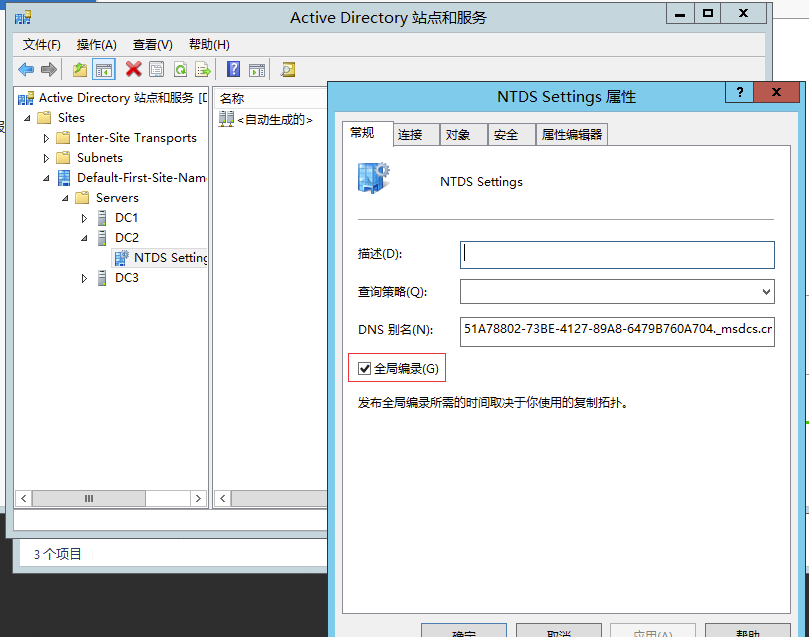 Active Directory 站点和服务
文件(F) 操作(A) 查看(V) 帮助(H)
Active Directory 站点和服务 [D
Sites
Inter-Site Transports
Subnets
Default-First-Site-Nam
Servers
DC1
DC2
NTDS Setting
DC3
名称
<自动生成的>
3 个项目
NTDS Settings 属性
常规 连接 对象 安全 属性编辑器
NTDS Settings
描述(D):
查询策略(Q):
DNS 别名(N): 51A78802-73BE-4127-89A8-6479B760A704._msdcs.cr
全局编录(G)
发布全局编录所需的时间取决于你使用的复制拓扑。
确定 取消 应用(A) 帮助